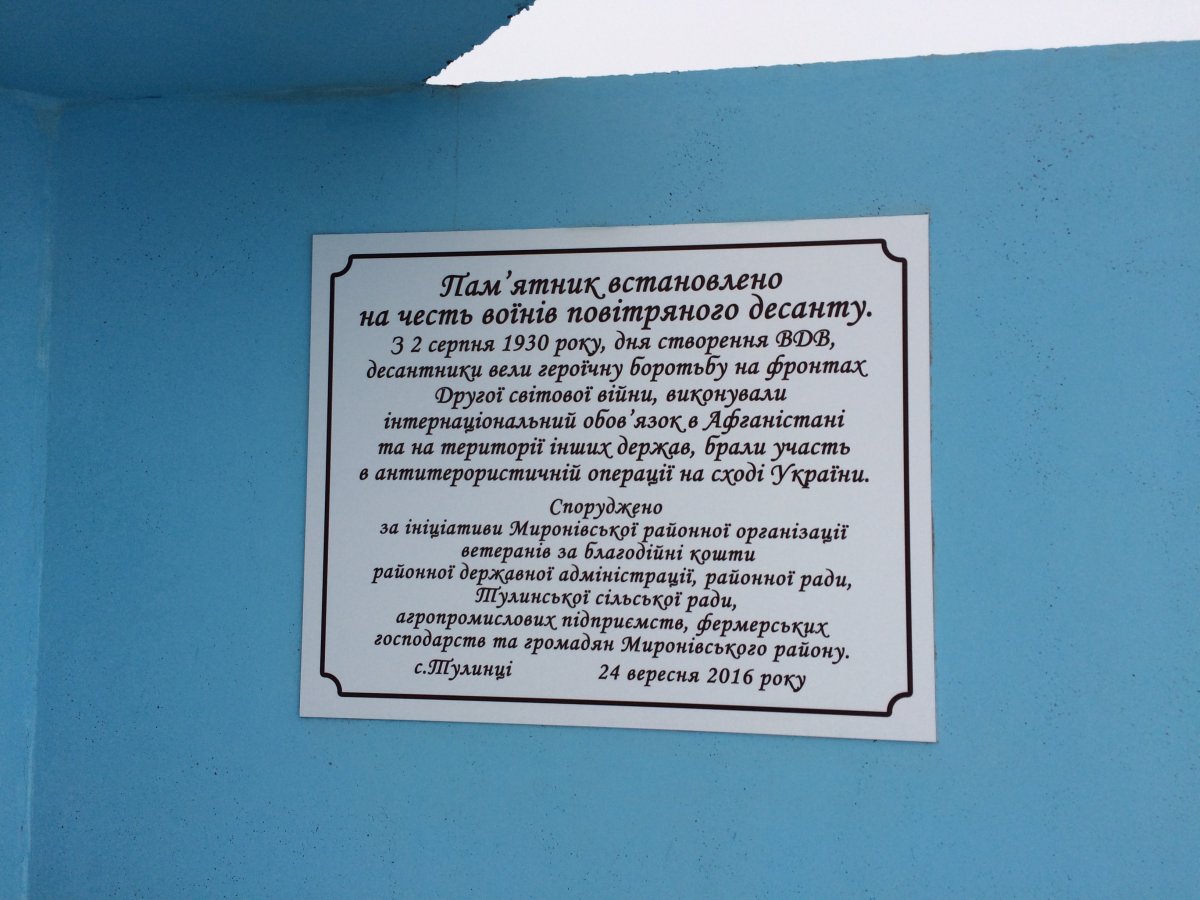 Пам’ятник встановлено
на честь воїнів повітряного десанту.
З 2 серпня 1930 року, дня створення ВДВ,
десантники вели героїчну боротьбу на фронтах
Другої світової війни, виконували
інтернаціональний обов’язок в Афганістані
та на території інших держав, брали участь
в антитерористичній операції на сході України.
Споруджено
за ініціативи Миронівської районної організації
ветеранів за благодійні кошти
районної державної адміністрації, районної ради,
Тулинської сільської ради,
агропромислових підприємств, фермерських
господарств та громадян Миронівського району.
с.Тулинці 24 вересня 2016 року